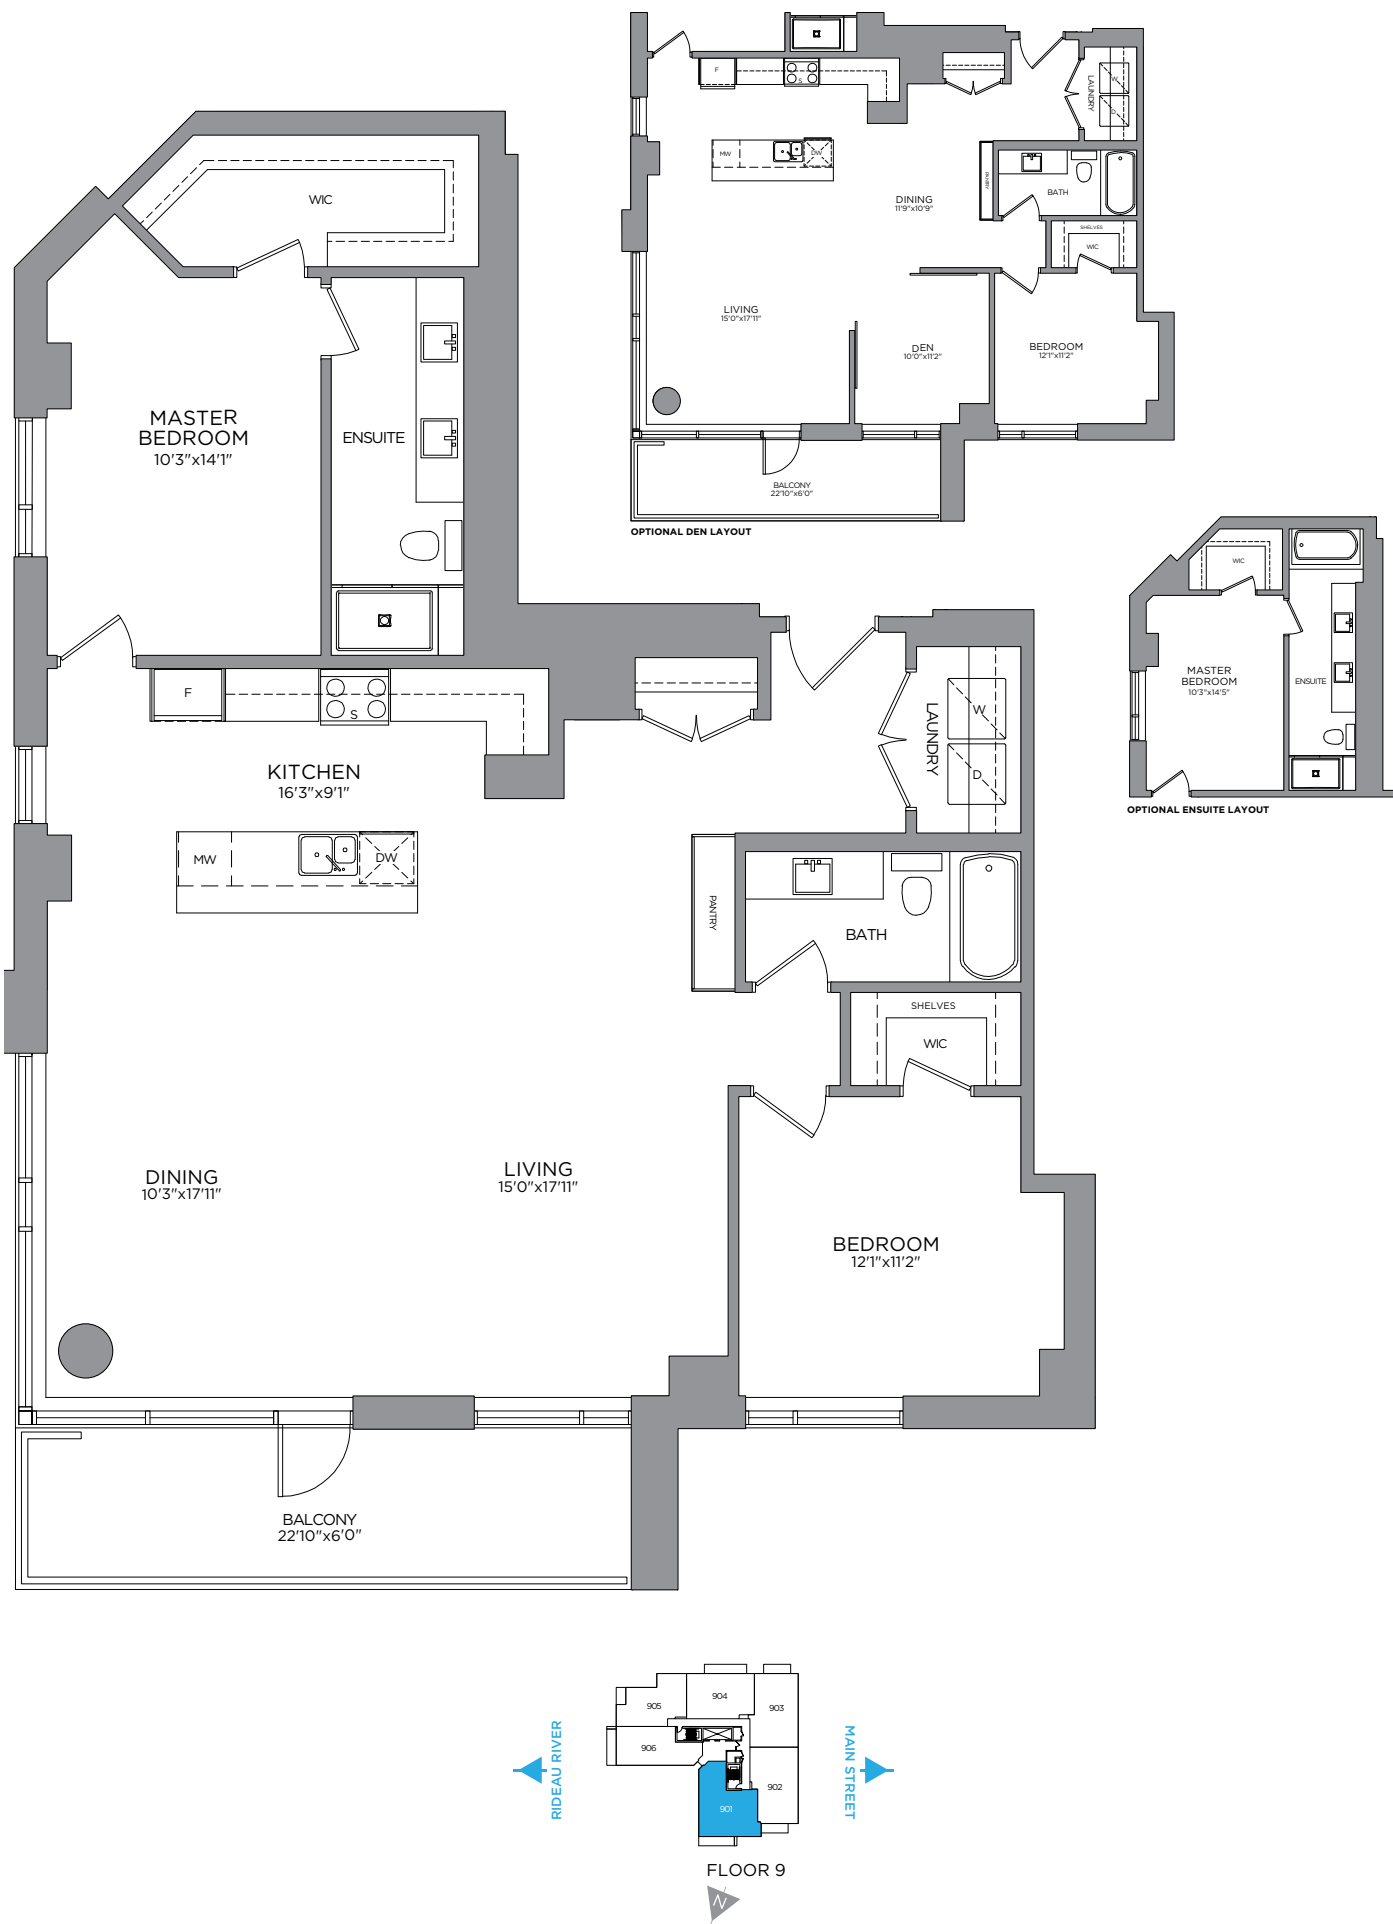 F
S
LAUNDRY
W
D
MW
DW
PANTRY
BATH
DINING
11'9"x10'9"
SHELVES
WIC
LIVING
15'0"x17'11"
DEN
10'0"x11'2"
BEDROOM
12'1"x11'2"
BALCONY
22'10"x6'0"
OPTIONAL DEN LAYOUT
WIC
MASTER
BEDROOM
10'3"x14'1"
ENSUITE
WIC
MASTER
BEDROOM
10'3"x14'5"
ENSUITE
OPTIONAL ENSUITE LAYOUT
F
S
KITCHEN
16'3"x9'1"
LAUNDRY
W
D
MW
DW
PANTRY
BATH
SHELVES
WIC
DINING
10'3"x17'11"
LIVING
15'0"x17'11"
BEDROOM
12'1"x11'2"
BALCONY
22'10"x6'0"
905
904
903
906
902
901
RIDEAU RIVER
MAIN STREET
FLOOR 9
N